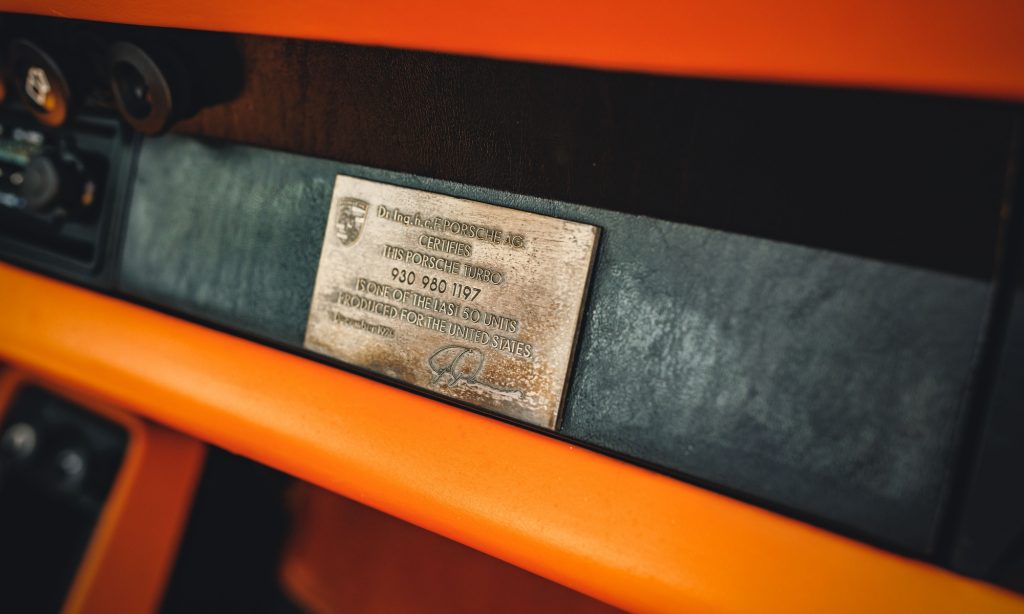 Dr. Ing. h. c. F. PORSCHE AG
CERTIFIES
THIS PORSCHE TURBO
930 980 1197
IS ONE OF THE LAST 50 UNITS
PRODUCED FOR THE UNITED STATES